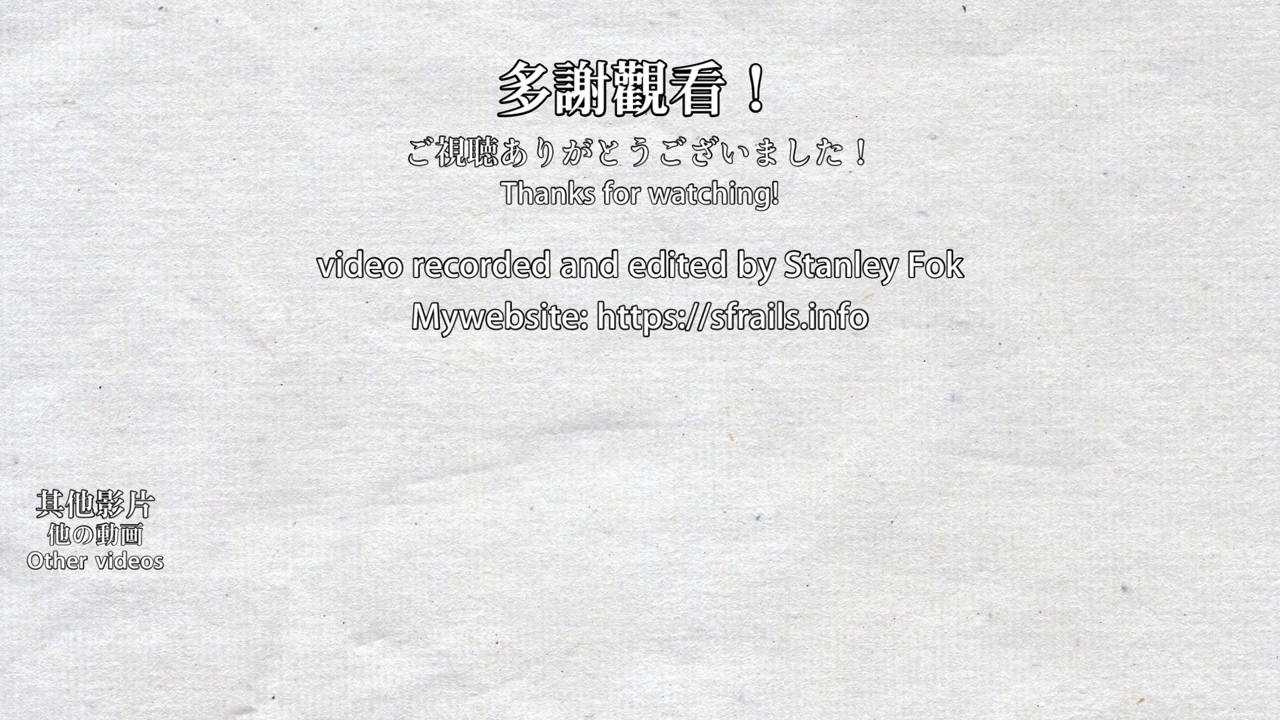 多謝觀看！
ご視聴ありがとうございました！
Thanks for watching!
video recorded and edited by Stanley Fok
Mywebsite: https://sfrails.info
其他影片
他の動画
Other videos